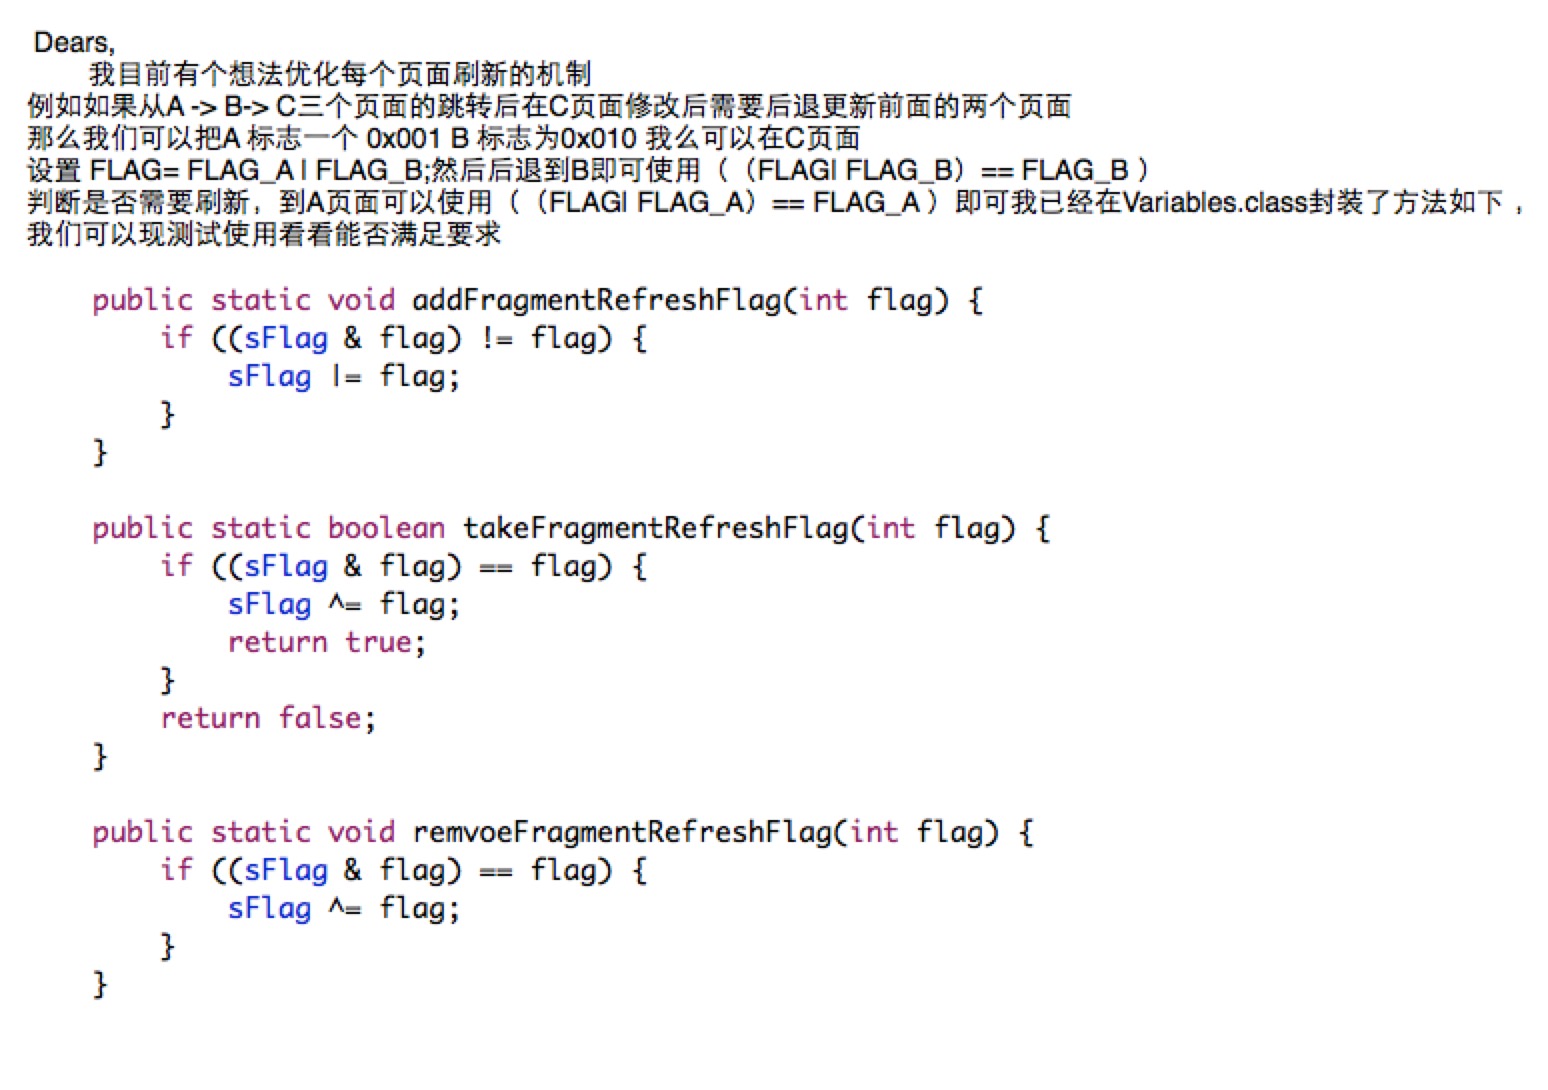 Dears,
我目前有个想法优化每个页面刷新的机制
例如如果从A -> B-> C三个页面的跳转后在C页面修改后需要后退更新前面的两个页面
那么我们可以把A 标志一个 0x001 B 标志为0x010 我么可以在C页面
设置 FLAG= FLAG_A | FLAG_B;然后后退到B即可使用（（FLAG| FLAG_B）== FLAG_B ）
判断是否需要刷新，到A页面可以使用（（FLAG| FLAG_A）== FLAG_A ）即可我已经在Variables.class封装了方法如下，
我们可以现测试使用看看能否满足要求
public static void addFragmentRefreshFlag(int flag) {
if ((sFlag & flag) != flag) {
sFlag |= flag;
}
}
public static boolean takeFragmentRefreshFlag(int flag) {
if ((sFlag & flag) == flag) {
sFlag ^= flag;
return true;
}
return false;
}
public static void remvoeFragmentRefreshFlag(int flag) {
if ((sFlag & flag) == flag) {
sFlag ^= flag;
}
}